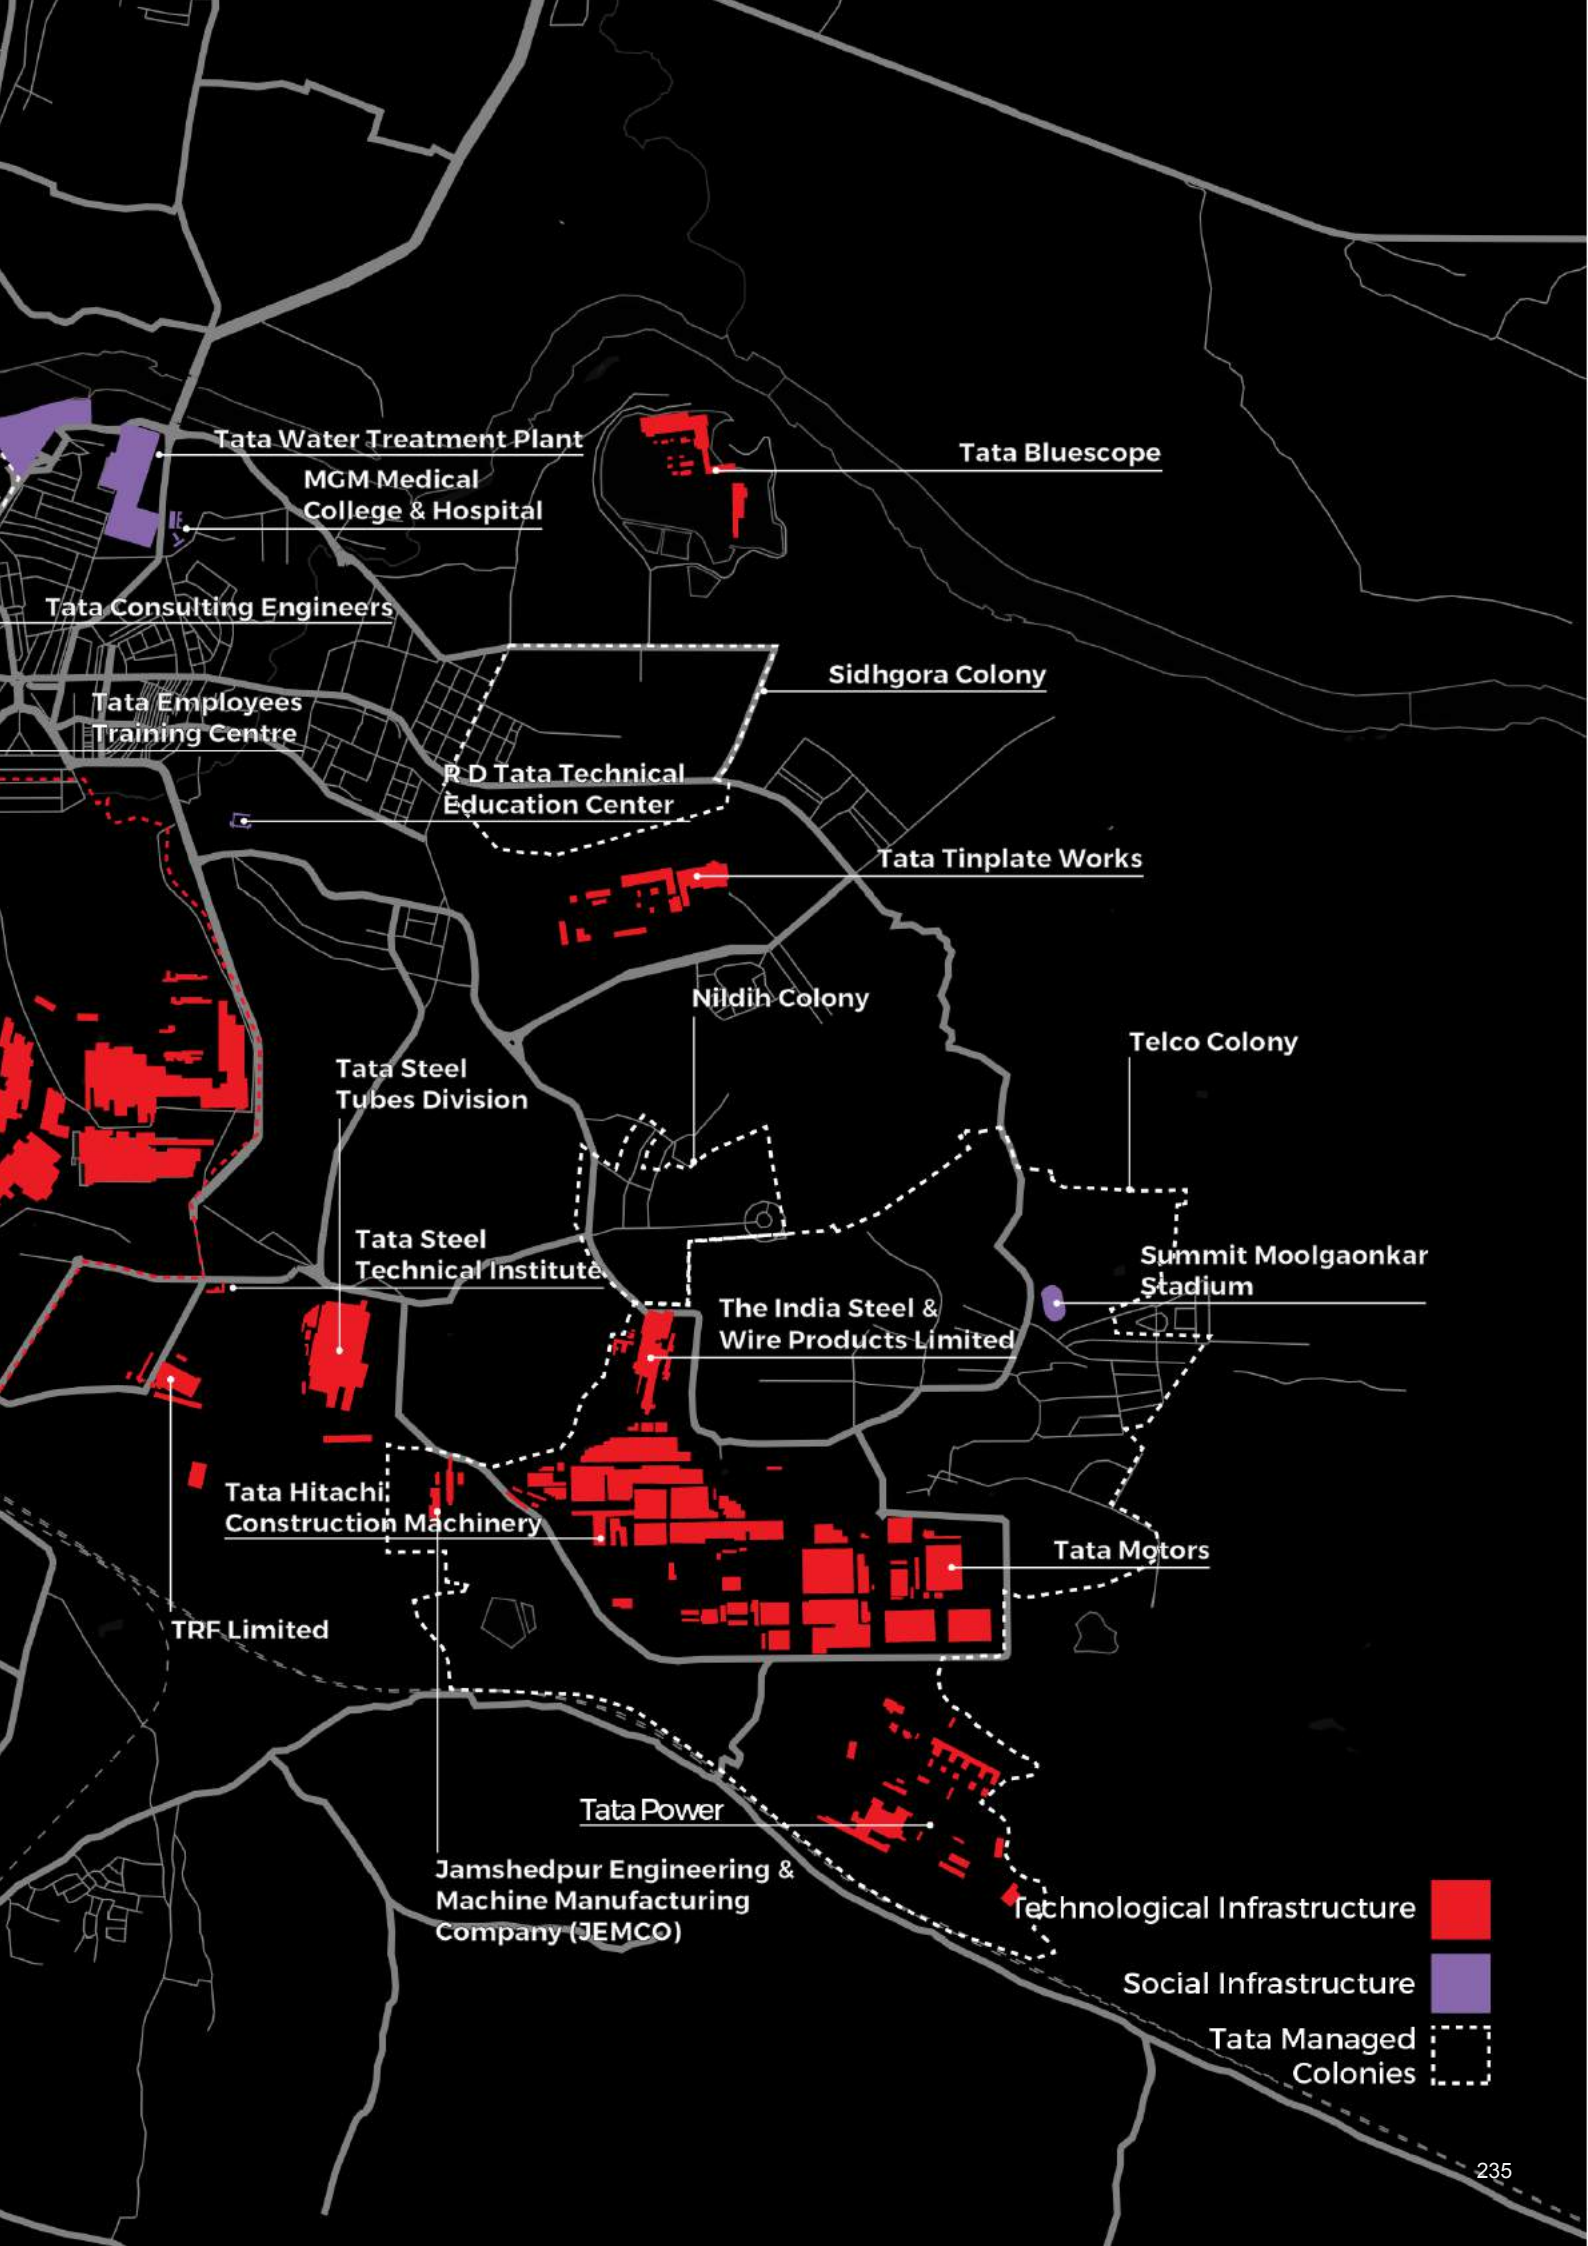 Tata Water Treatment Plant
MGM Medical
College & Hospital
Tata Bluescope
Tata Consulting Engineers
Sidhgora Colony
Tata Employees
Training Centre
R D Tata Technical
Education Center
Tata Tinplate Works
Nildih Colony
Telco Colony
Tata Steel
Tubes Division
Tata Steel
Technical Institute
Summit Moolgaonkar
Stadium
The India Steel &
Wire Products Limited
Tata Hitachi
Construction Machinery
Tata Motors
TRF Limited
Tata Power
Jamshedpur Engineering &
Machine Manufacturing
Company (JEMCO)
Technological Infrastructure
Social Infrastructure
Tata Managed
Colonies
235